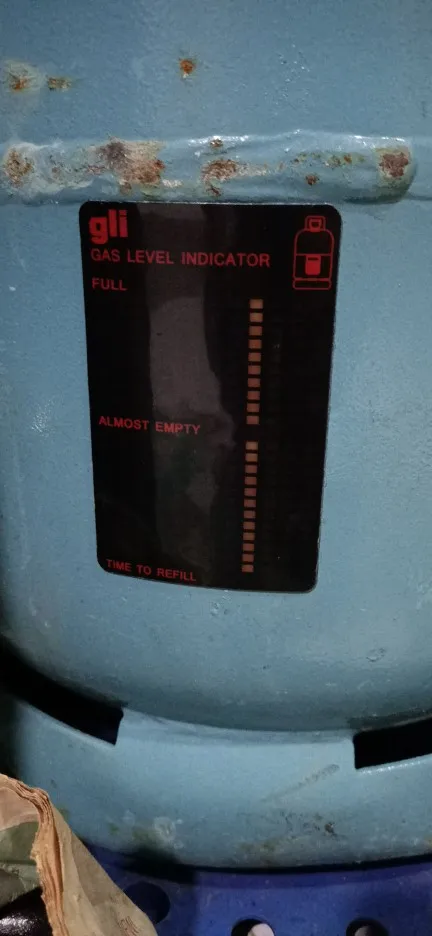 gli
GAS LEVEL INDICATOR
FULL
ALMOST EMPTY
TIME TO REFILL